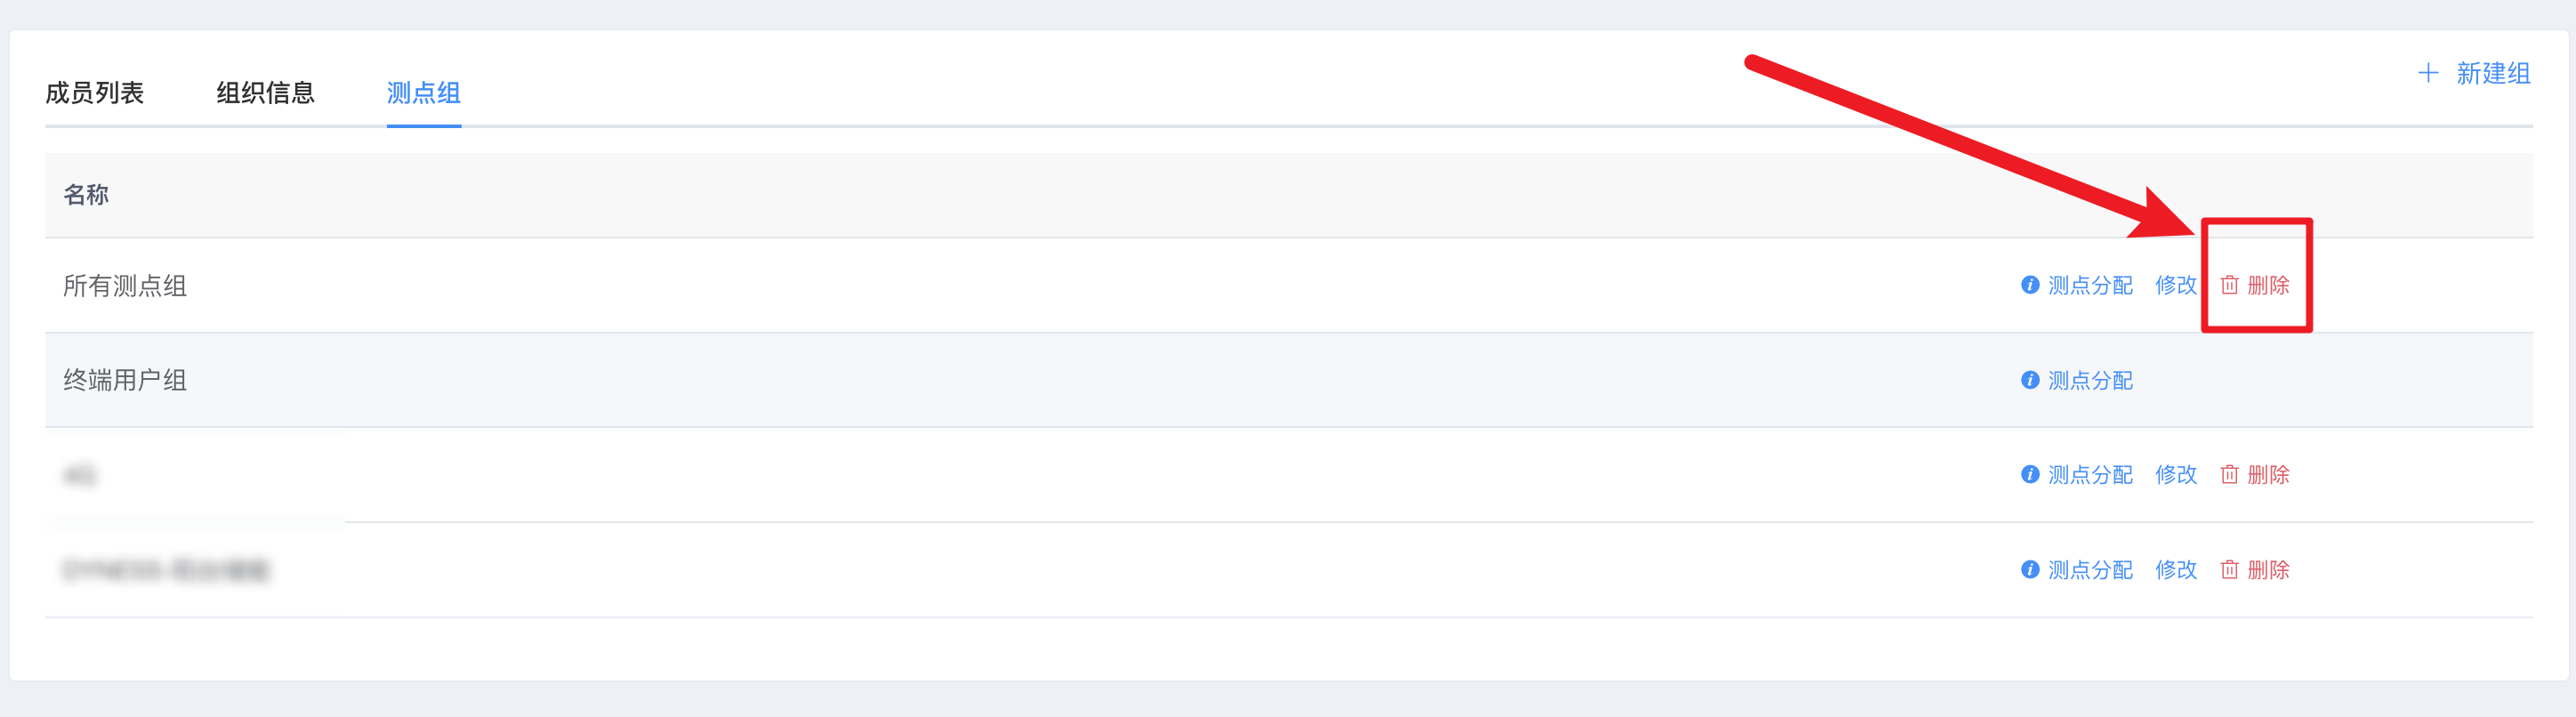 成员列表 组织信息 测点组 新建组
名称
所有测点组 测点分配 修改 删除
终端用户组 测点分配
测点分配 修改 删除
测点分配 修改 删除